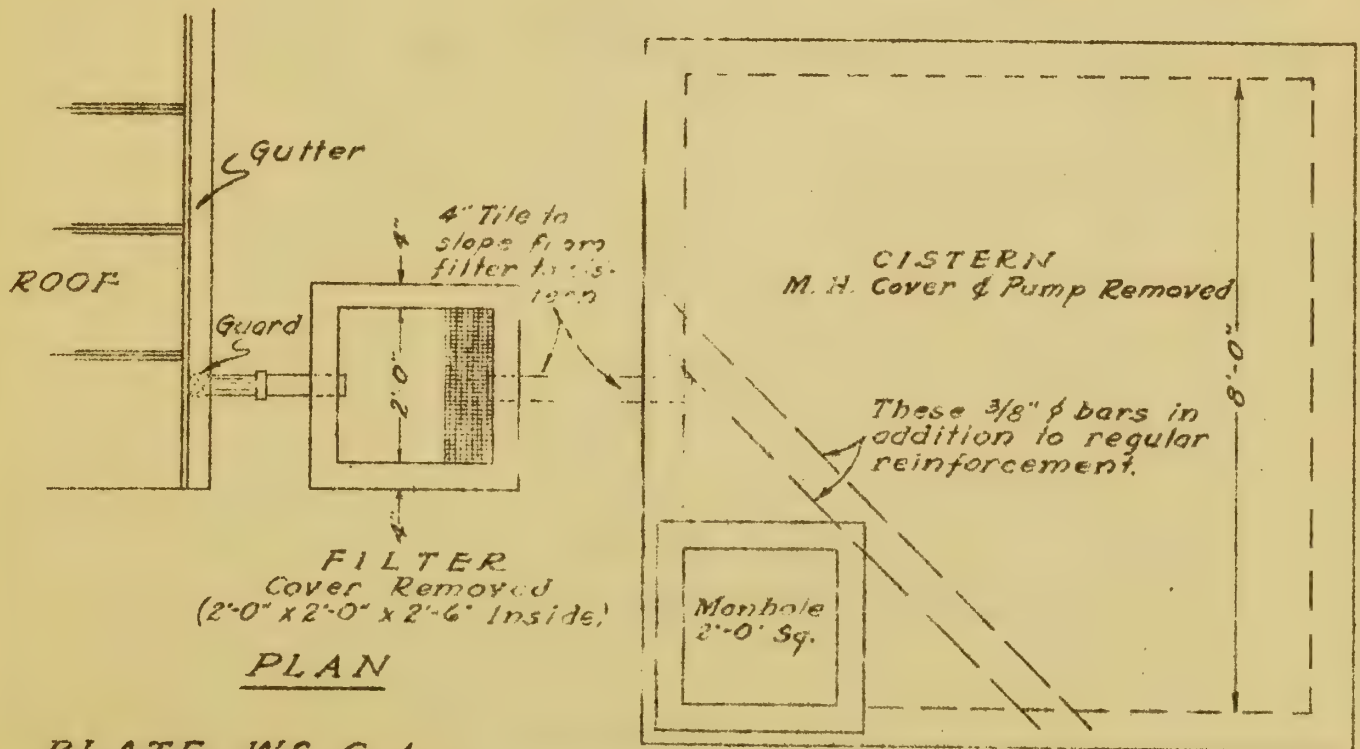 Gutter
ROOF
Guard
4" Tile to
slope from
filter to cis-
tern
4"
2'-0"
4"
FILTER
Cover Removed
(2'-0" x 2'-0" x 2'-6" Inside)
PLAN
CISTERN
M. H. Cover & Pump Removed
8'-0"
These 3/8" ϕ bars in
addition to regular
reinforcement.
Manhole
2'-0" Sq.